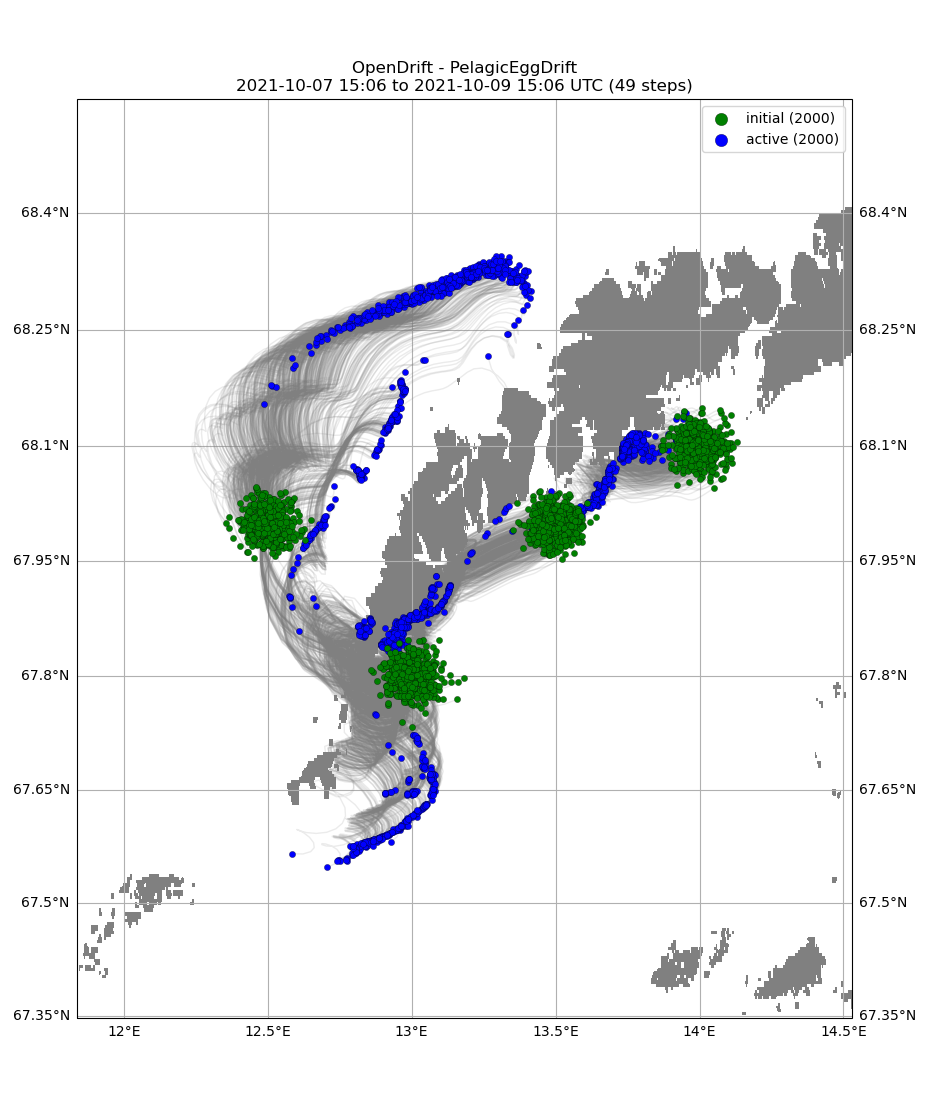 OpenDrift - PelagicEggDrift
2021-10-07 15:06 to 2021-10-09 15:06 UTC (49 steps)
initial (2000)
active (2000)
68.4°N 68.4°N
68.25°N 68.25°N
68.1°N 68.1°N
67.95°N 67.95°N
67.8°N 67.8°N
67.65°N 67.65°N
67.5°N 67.5°N
67.35°N 67.35°N
12°E 12.5°E 13°E 13.5°E 14°E 14.5°E